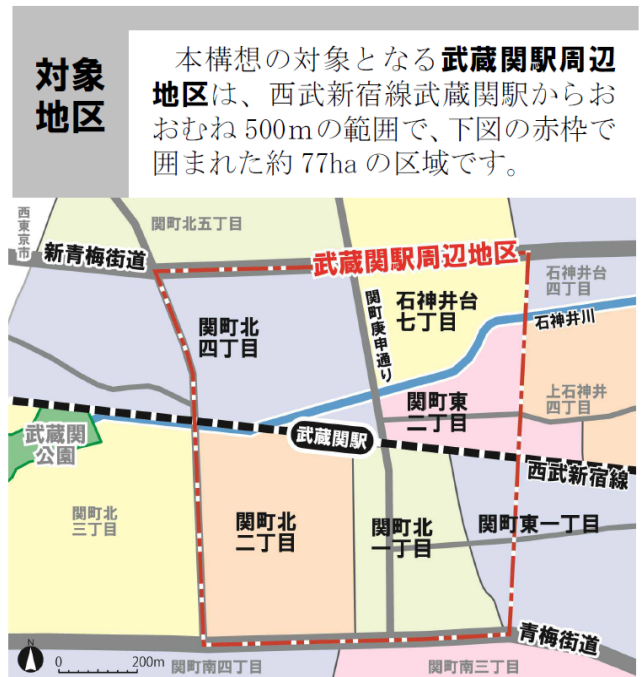 対象
地区
本構想の対象となる武蔵関駅周辺
地区は、西武新宿線武蔵関駅からお
おむね500mの範囲で、下図の赤枠で
囲まれた約77haの区域です。
西東京市
関町北五丁目
新青梅街道
武蔵関駅周辺地区
石神井台
四丁目
関町北
四丁目
関町庚申通り
石神井台
七丁目
石神井川
関町東
二丁目
上石神井
四丁目
武蔵関
公園
武蔵関駅
西武新宿線
関町北
三丁目
関町北
二丁目
関町北
一丁目
関町東一丁目
青梅街道
N
0 200m
関町南四丁目
関町南三丁目